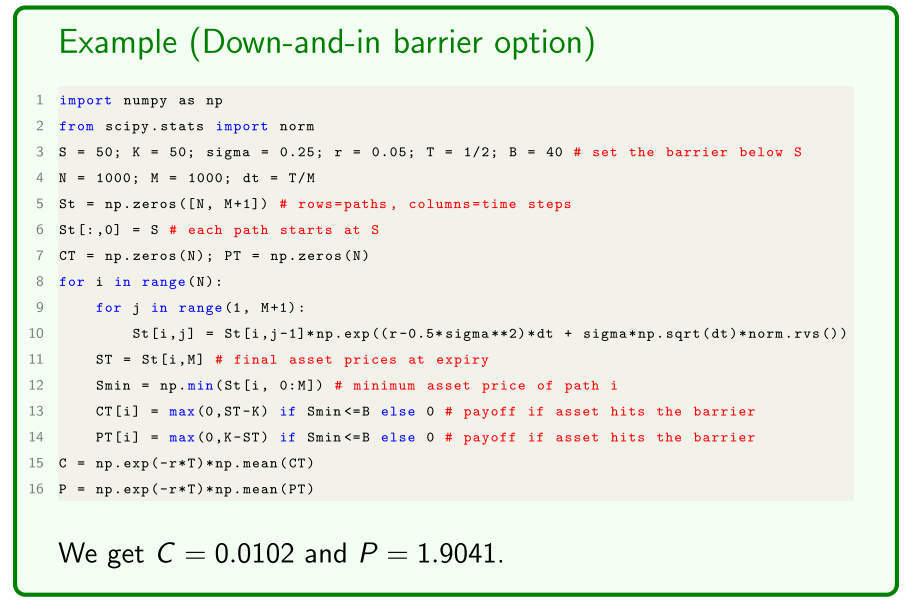 Example (Down-and-in barrier option)
1 import numpy as np
2 from scipy.stats import norm
3 S = 50; K = 50; sigma = 0.25; r = 0.05; T = 1/2; B = 40 # set the barrier below S
4 N = 1000; M = 1000; dt = T/M
5 St = np.zeros([N, M+1]) # rows=paths, columns=time steps
6 St[:,0] = S # each path starts at S
7 CT = np.zeros(N); PT = np.zeros(N)
8 for i in range(N):
9     for j in range(1, M+1):
10         St[i,j] = St[i,j-1]*np.exp((r-0.5*sigma**2)*dt + sigma*np.sqrt(dt)*norm.rvs())
11     ST = St[i,M] # final asset prices at expiry
12     Smin = np.min(St[i, 0:M]) # minimum asset price of path i
13     CT[i] = max(0,ST-K) if Smin<=B else 0 # payoff if asset hits the barrier
14     PT[i] = max(0,K-ST) if Smin<=B else 0 # payoff if asset hits the barrier
15 C = np.exp(-r*T)*np.mean(CT)
16 P = np.exp(-r*T)*np.mean(PT)
We get C = 0.0102 and P = 1.9041.